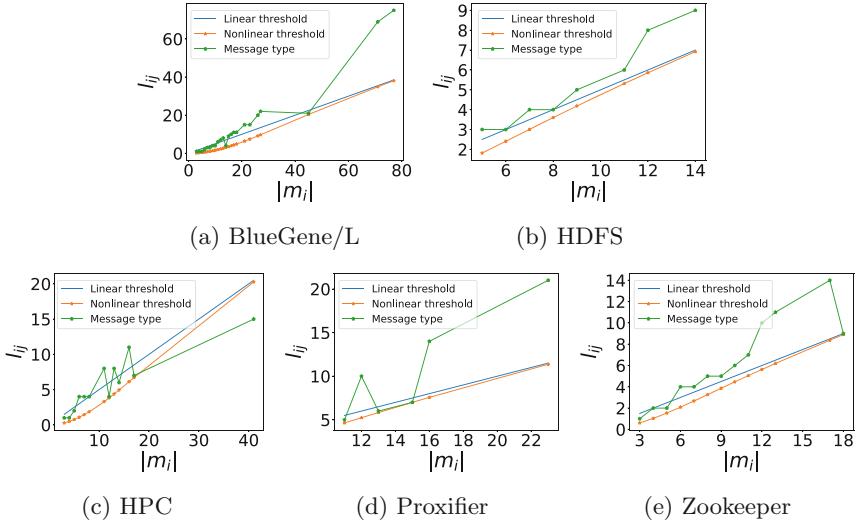 Linear threshold
Nonlinear threshold
Message type
60
40
20
0
I_ij
0 20 40 60 80
|m_i|
(a) BlueGene/L
Linear threshold
Nonlinear threshold
Message type
9
8
7
6
5
4
3
2
I_ij
6 8 10 12 14
|m_i|
(b) HDFS
Linear threshold
Nonlinear threshold
Message type
20
15
10
5
0
I_ij
10 20 30 40
|m_i|
(c) HPC
Linear threshold
Nonlinear threshold
Message type
20
15
10
5
I_ij
12 14 16 18 20 22
|m_i|
(d) Proxifier
Linear threshold
Nonlinear threshold
Message type
14
12
10
8
6
4
2
0
I_ij
3 6 9 12 15 18
|m_i|
(e) Zookeeper